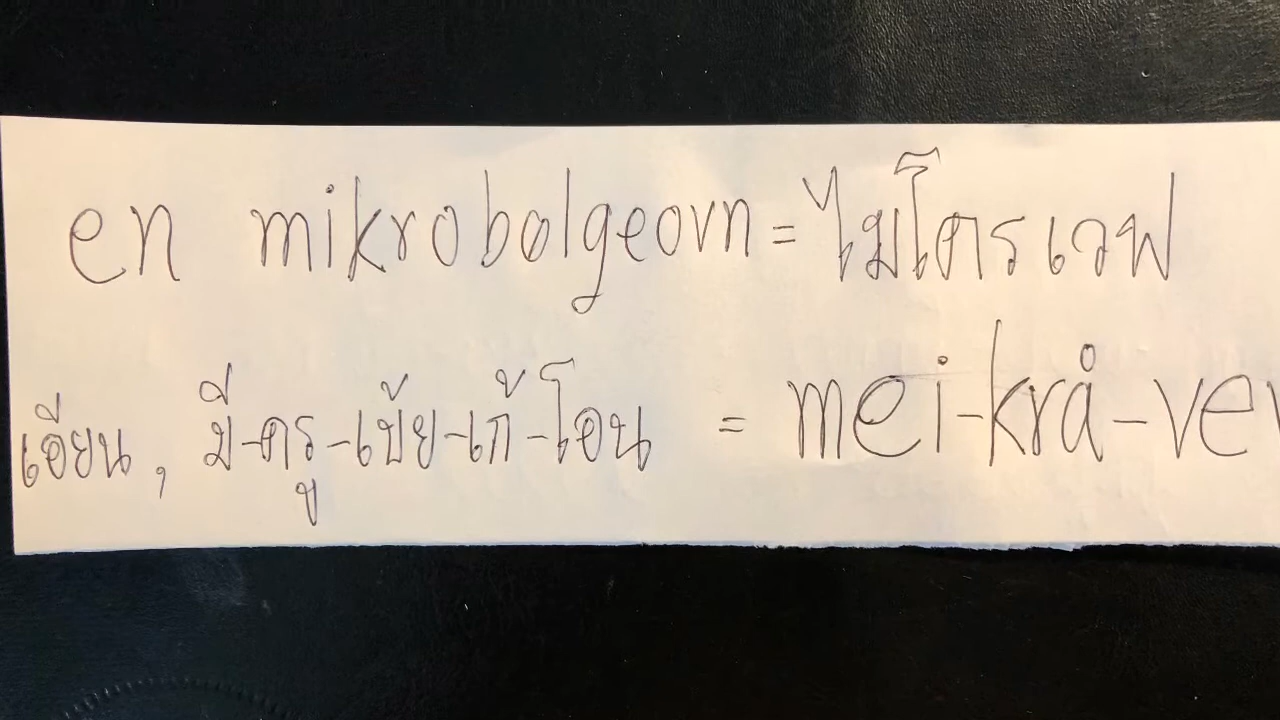 en mikrobolgeovn = ไมโครเวฟ
เอียน, มี-ครู-เบ้ย-เก้-โอน = mei-krå-vev